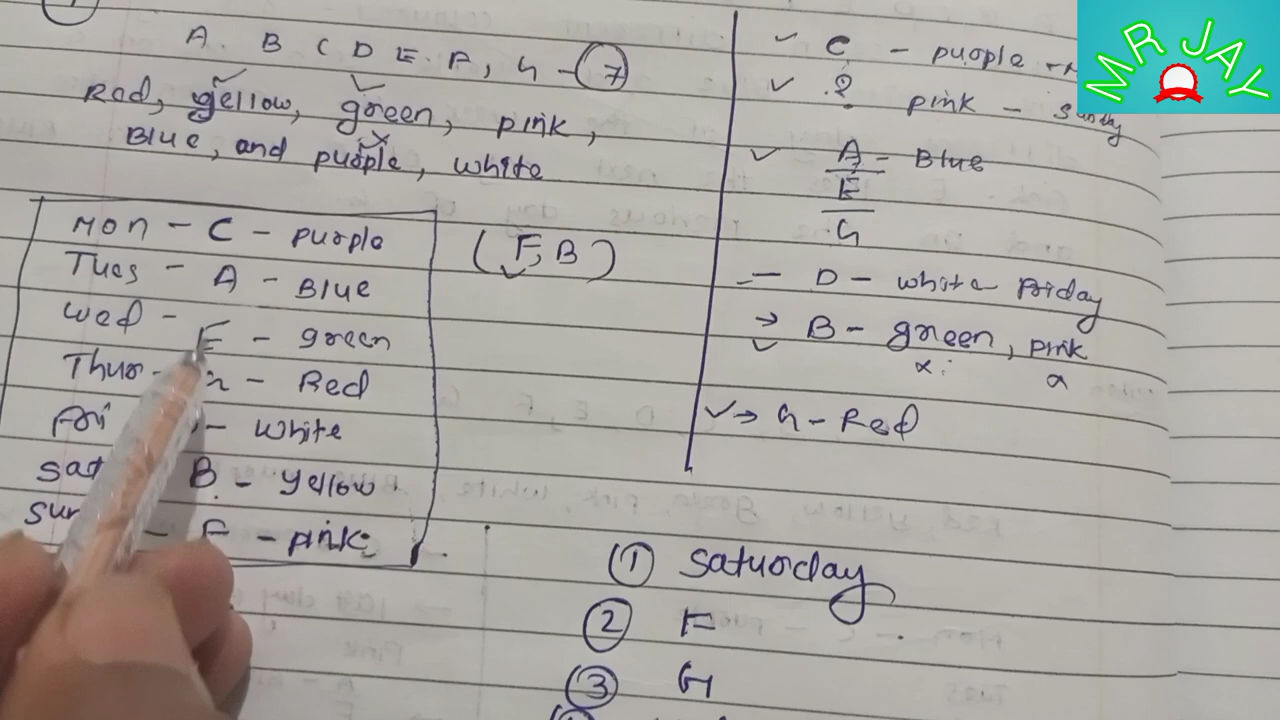 A. B C D E. F, G - 7
Red, yellow, green, pink,
Blue, and purple, white
Mon - C - purple
Tues - A - Blue
Wed - E - green
Thur - G - Red
Fri - white
Sat B - yellow
Sun - F - pink
(F, B)
C - purple
? pink - Sunday
A - Blue
E
G
- D - white Friday
→ B - green, pink
→ G - Red
① Saturday
② F
③ G
MR JAY